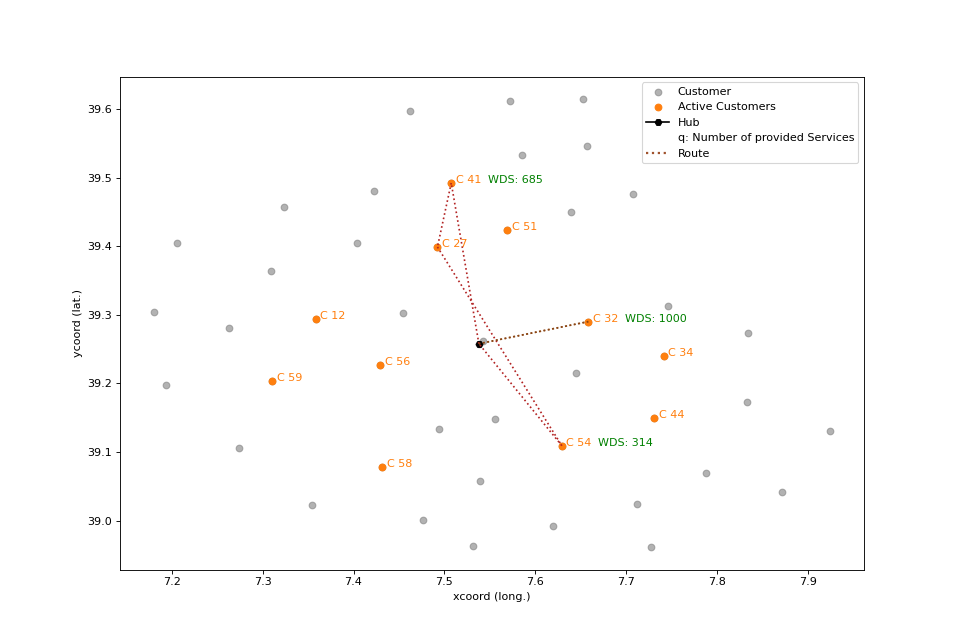 Customer
Active Customers
Hub
q: Number of provided Services
Route
C 41 WDS: 685
C 51
C 27
C 12
C 32 WDS: 1000
C 34
C 56
C 59
C 44
C 54 WDS: 314
C 58
39.6
39.5
39.4
39.3
39.2
39.1
39.0
ycoord (lat.)
7.2 7.3 7.4 7.5 7.6 7.7 7.8 7.9
xcoord (long.)